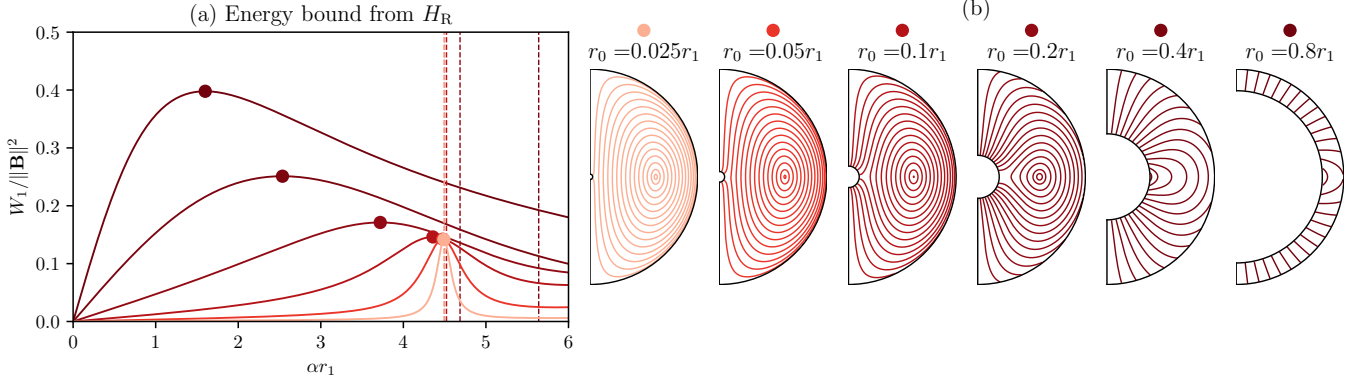 (a) Energy bound from H_R
0.5
0.4
0.3
0.2
0.1
0.0
W_1/||B||^2
0 1 2 3 4 5 6
αr_1
(b)
r_0 =0.025r_1 r_0 =0.05r_1 r_0 =0.1r_1 r_0 =0.2r_1 r_0 =0.4r_1 r_0 =0.8r_1